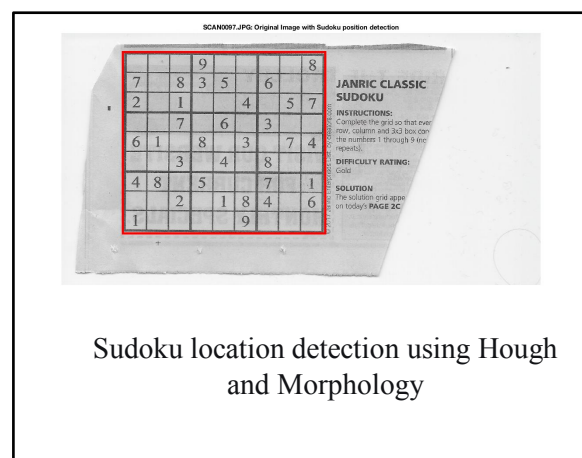 SCAN0097.JPG: Original Image with Sudoku position detection
9 8
7 8 3 5 6
2 1 4 5 7
7 6 3
6 1 8 3 7 4
3 4 8
4 8 5 7 1
2 1 8 4 6
1 9
JANRIC CLASSIC
SUDOKU
INSTRUCTIONS:
Complete the grid so that ever
row, column and 3x3 box con
the numbers 1 through 9 (no
repeats).
DIFFICULTY RATING:
Gold
SOLUTION
The solution grid appe
on today's PAGE 2C
Sudoku location detection using Hough
and Morphology